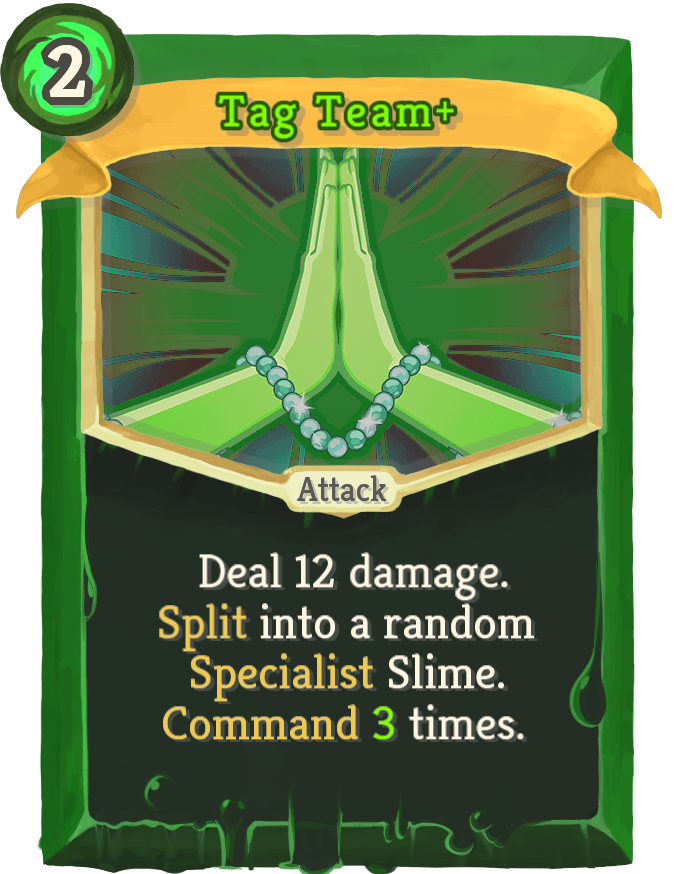 2
Tag Team+
Attack
Deal 12 damage.
Split into a random
Specialist Slime.
Command 3 times.